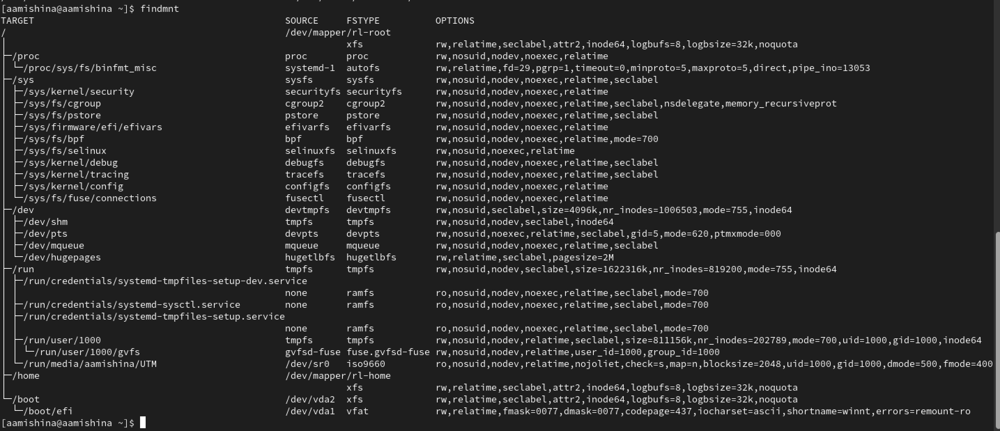 [aamishina@aamishina ~]$ findmnt
TARGET SOURCE FSTYPE OPTIONS
/ /dev/mapper/rl-root
│ xfs rw,relatime,seclabel,attr2,inode64,logbufs=8,logbsize=32k,noquota
├─/proc proc proc rw,nosuid,nodev,noexec,relatime
│ └─/proc/sys/fs/binfmt_misc systemd-1 autofs rw,relatime,fd=29,pgrp=1,timeout=0,minproto=5,maxproto=5,direct,pipe_ino=13053
├─/sys sysfs sysfs rw,nosuid,nodev,noexec,relatime,seclabel
│ ├─/sys/kernel/security securityfs securityfs rw,nosuid,nodev,noexec,relatime
│ ├─/sys/fs/cgroup cgroup2 cgroup2 rw,nosuid,nodev,noexec,relatime,seclabel,nsdelegate,memory_recursiveprot
│ ├─/sys/fs/pstore pstore pstore rw,nosuid,nodev,noexec,relatime,seclabel
│ ├─/sys/firmware/efi/efivars efivarfs efivarfs rw,nosuid,nodev,noexec,relatime
│ ├─/sys/fs/bpf bpf bpf rw,nosuid,nodev,noexec,relatime,mode=700
│ ├─/sys/fs/selinux selinuxfs selinuxfs rw,nosuid,noexec,relatime
│ ├─/sys/kernel/debug debugfs debugfs rw,nosuid,nodev,noexec,relatime,seclabel
│ ├─/sys/kernel/tracing tracefs tracefs rw,nosuid,nodev,noexec,relatime,seclabel
│ ├─/sys/kernel/config configfs configfs rw,nosuid,nodev,noexec,relatime
│ └─/sys/fs/fuse/connections fusectl fusectl rw,nosuid,nodev,noexec,relatime
├─/dev devtmpfs devtmpfs rw,nosuid,seclabel,size=4096k,nr_inodes=1006503,mode=755,inode64
│ ├─/dev/shm tmpfs tmpfs rw,nosuid,nodev,seclabel,inode64
│ ├─/dev/pts devpts devpts rw,nosuid,noexec,relatime,seclabel,gid=5,mode=620,ptmxmode=000
│ ├─/dev/mqueue mqueue mqueue rw,nosuid,nodev,noexec,relatime,seclabel
│ └─/dev/hugepages hugetlbfs hugetlbfs rw,relatime,seclabel,pagesize=2M
├─/run tmpfs tmpfs rw,nosuid,nodev,seclabel,size=1622316k,nr_inodes=819200,mode=755,inode64
│ ├─/run/credentials/systemd-tmpfiles-setup-dev.service
│ │ none ramfs ro,nosuid,nodev,noexec,relatime,seclabel,mode=700
│ ├─/run/credentials/systemd-sysctl.service none ramfs ro,nosuid,nodev,noexec,relatime,seclabel,mode=700
│ ├─/run/credentials/systemd-tmpfiles-setup.service
│ │ none ramfs ro,nosuid,nodev,noexec,relatime,seclabel,mode=700
│ ├─/run/user/1000 tmpfs tmpfs rw,nosuid,nodev,relatime,seclabel,size=811156k,nr_inodes=202789,mode=700,uid=1000,gid=1000,inode64
│ │ └─/run/user/1000/gvfs gvfsd-fuse fuse.gvfsd-fuse rw,nosuid,nodev,relatime,user_id=1000,group_id=1000
│ └─/run/media/aamishina/UTM /dev/sr0 iso9660 ro,nosuid,nodev,relatime,nojoliet,check=s,map=n,blocksize=2048,uid=1000,gid=1000,dmode=500,fmode=400
├─/home /dev/mapper/rl-home
│ xfs rw,relatime,seclabel,attr2,inode64,logbufs=8,logbsize=32k,noquota
└─/boot /dev/vda2 xfs rw,relatime,seclabel,attr2,inode64,logbufs=8,logbsize=32k,noquota
└─/boot/efi /dev/vda1 vfat rw,relatime,fmask=0077,dmask=0077,codepage=437,iocharset=ascii,shortname=winnt,errors=remount-ro
[aamishina@aamishina ~]$